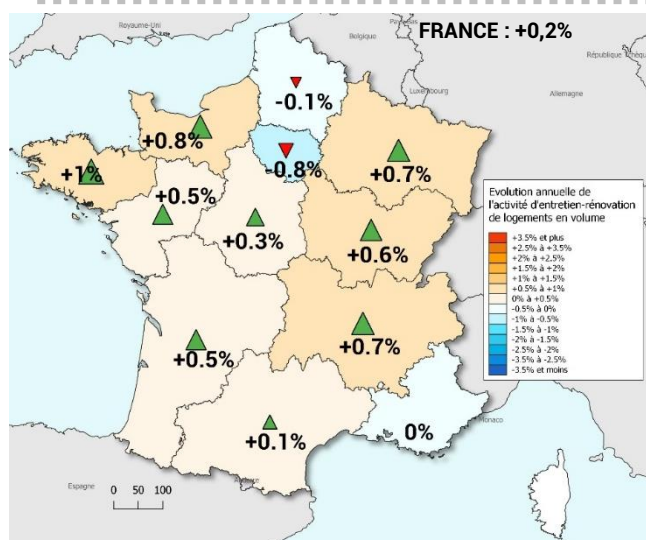 FRANCE : +0,2%
Royaume-Uni
Belgique
Luxembourg
Allemagne
-0.1%
+0.8%
-0.8%
+0.7%
+1%
+0.5%
+0.3%
+0.6%
+0.5%
+0.7%
+0.1%
0%
Monaco
Espagne
0 50 100
Evolution annuelle de
l'activité d'entretien-rénovation
de logements en volume
+3.5% et plus
+2.5% à +3.5%
+2% à +2.5%
+1.5% à +2%
+1% à +1.5%
+0.5% à +1%
0% à +0.5%
-0.5% à 0%
-1% à -0.5%
-1.5% à -1%
-2% à -1.5%
-2.5% à -2%
-3.5% à -2.5%
-3.5% et moins